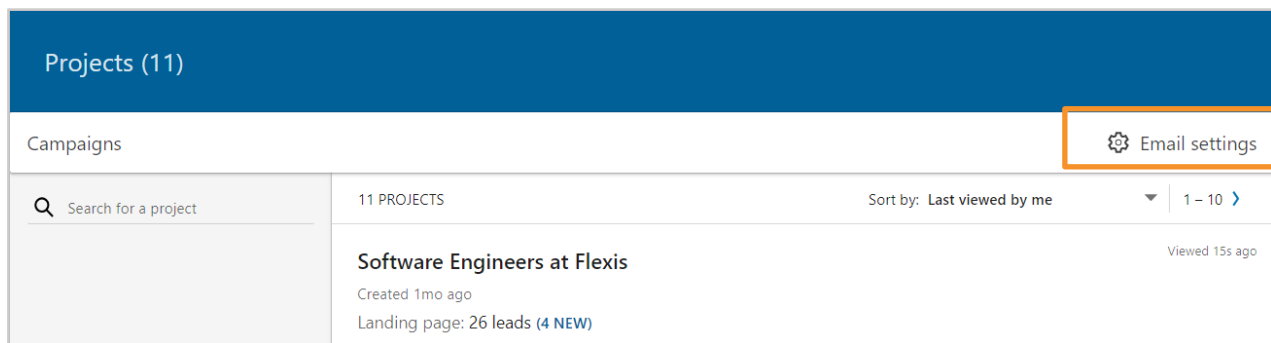 Projects (11)
Campaigns
Email settings
Search for a project
11 PROJECTS
Sort by: Last viewed by me
1 – 10
Software Engineers at Flexis
Viewed 15s ago
Created 1mo ago
Landing page: 26 leads (4 NEW)